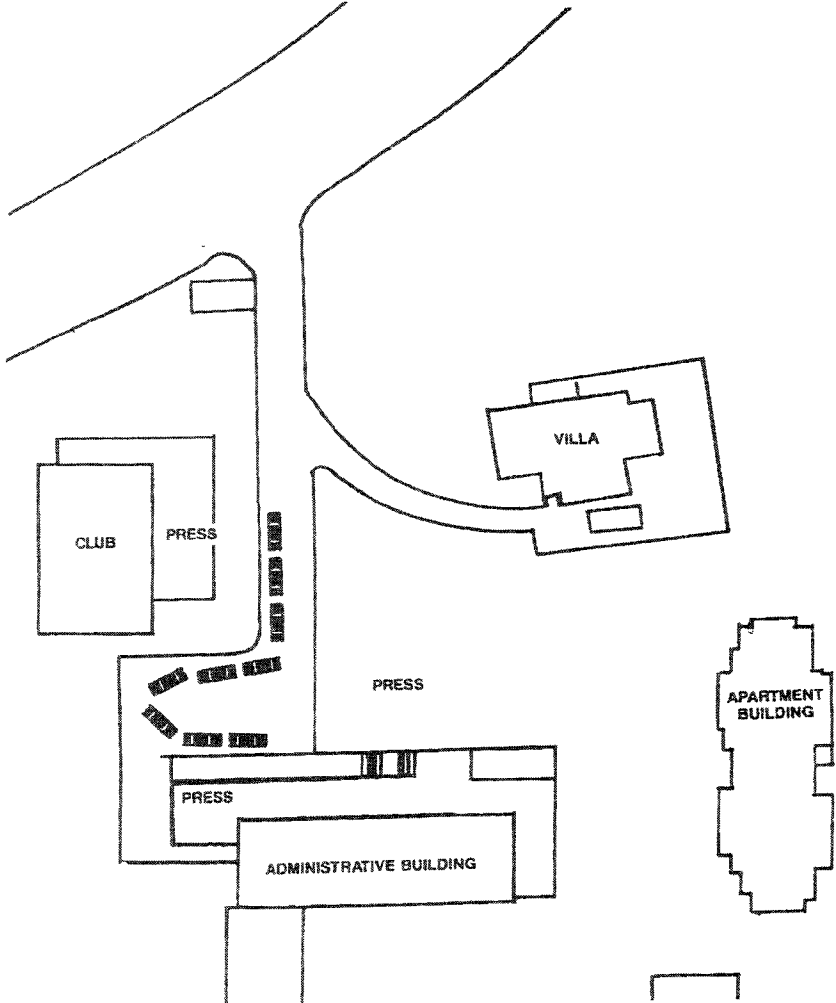 VILLA
CLUB
PRESS
PRESS
APARTMENT
BUILDING
PRESS
ADMINISTRATIVE BUILDING